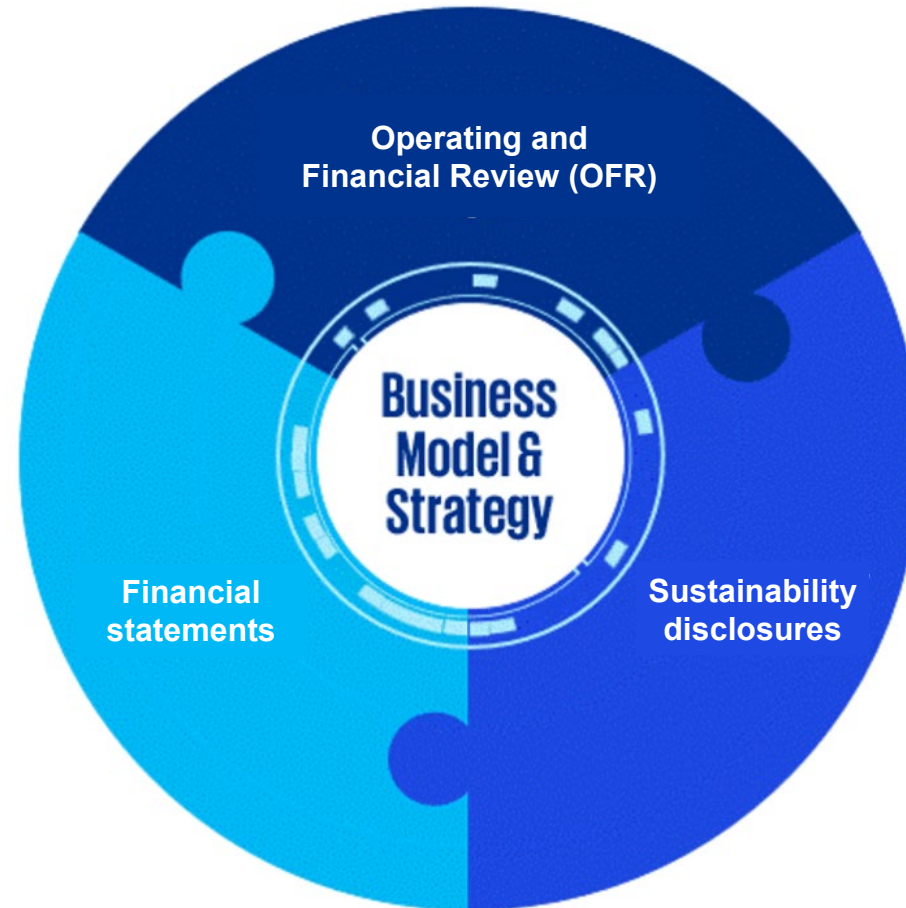 Operating and
Financial Review (OFR)
Business
Model &
Strategy
Financial
statements
Sustainability
disclosures